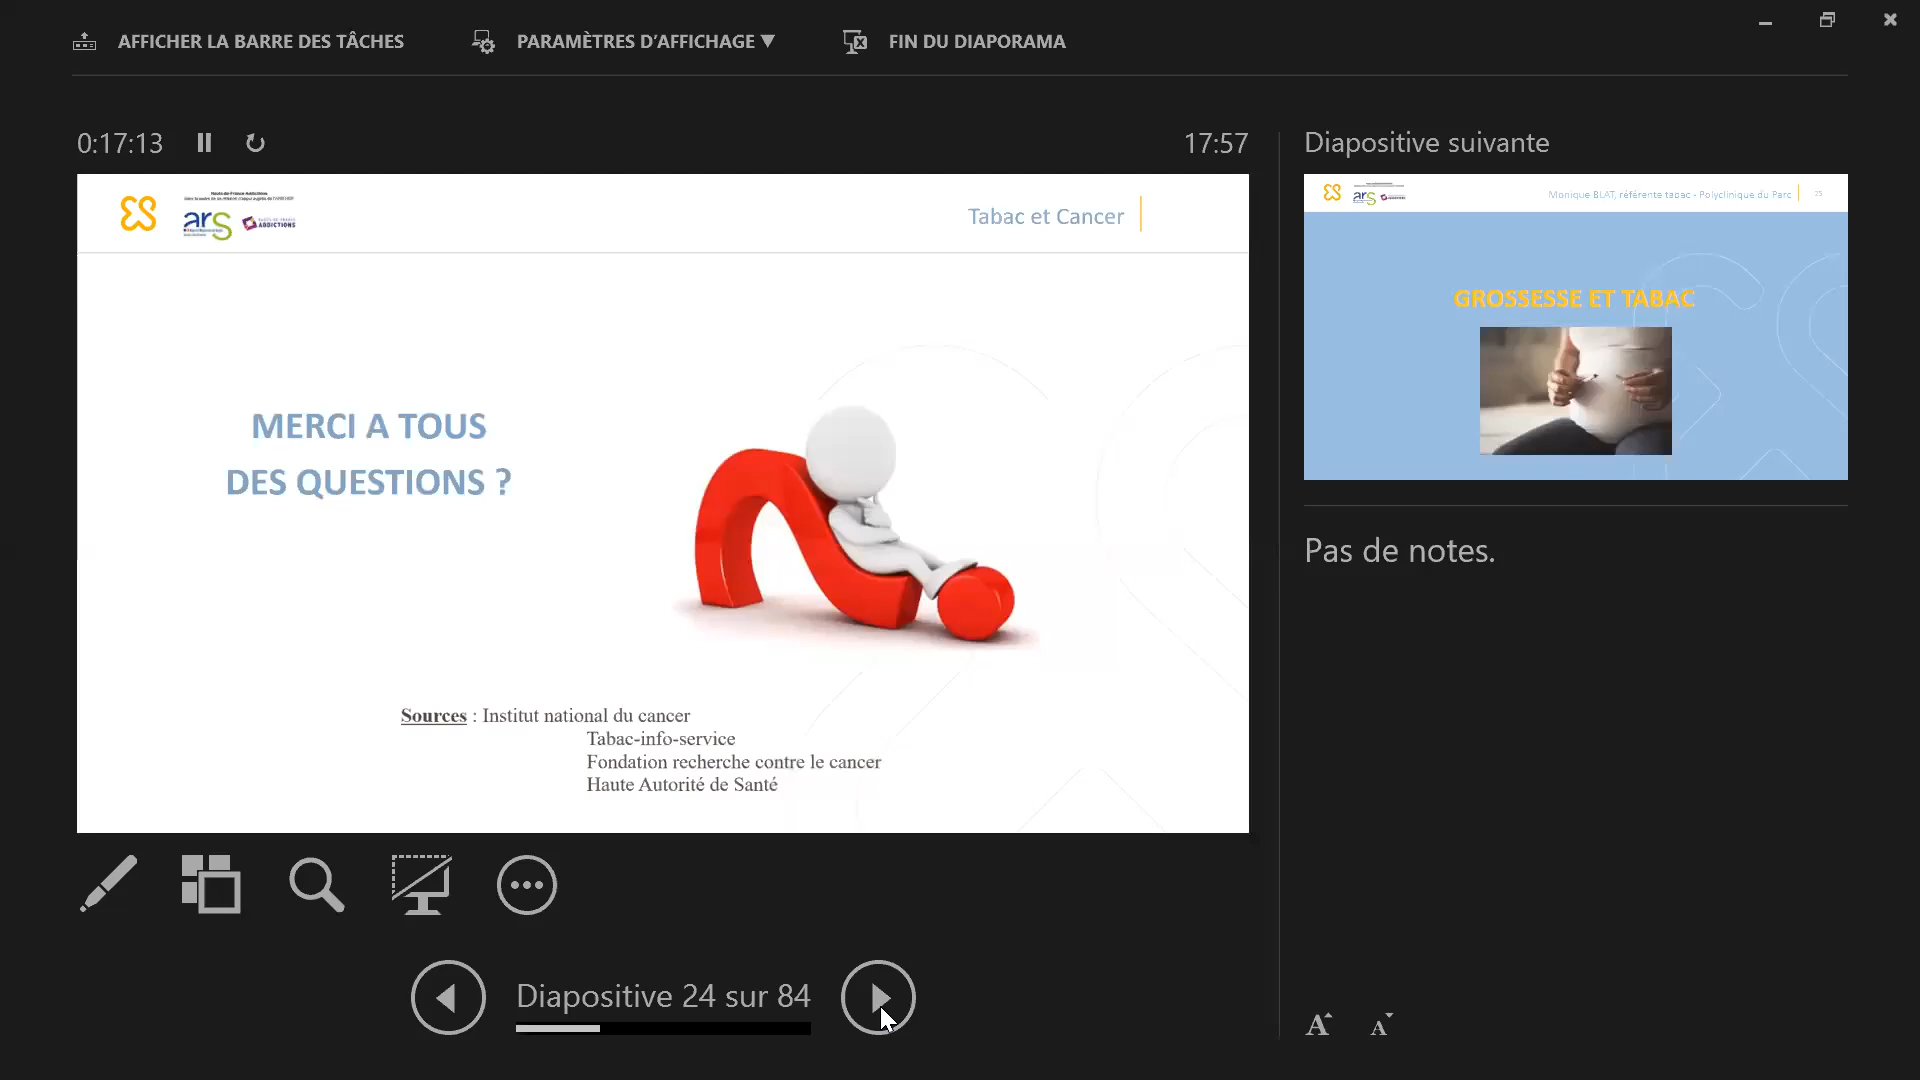 AFFICHER LA BARRE DES TÂCHES
PARAMÈTRES D'AFFICHAGE ▼
FIN DU DIAPORAMA
0:17:13
17:57
Diapositive suivante
ars
ADDICTIONS
Tabac et Cancer
MERCI A TOUS
DES QUESTIONS ?
Sources : Institut national du cancer
Tabac-info-service
Fondation recherche contre le cancer
Haute Autorité de Santé
ars
Monique BLAT, référente tabac - Polyclinique du Parc
25
GROSSESSE ET TABAC
Pas de notes.
Diapositive 24 sur 84
A
A